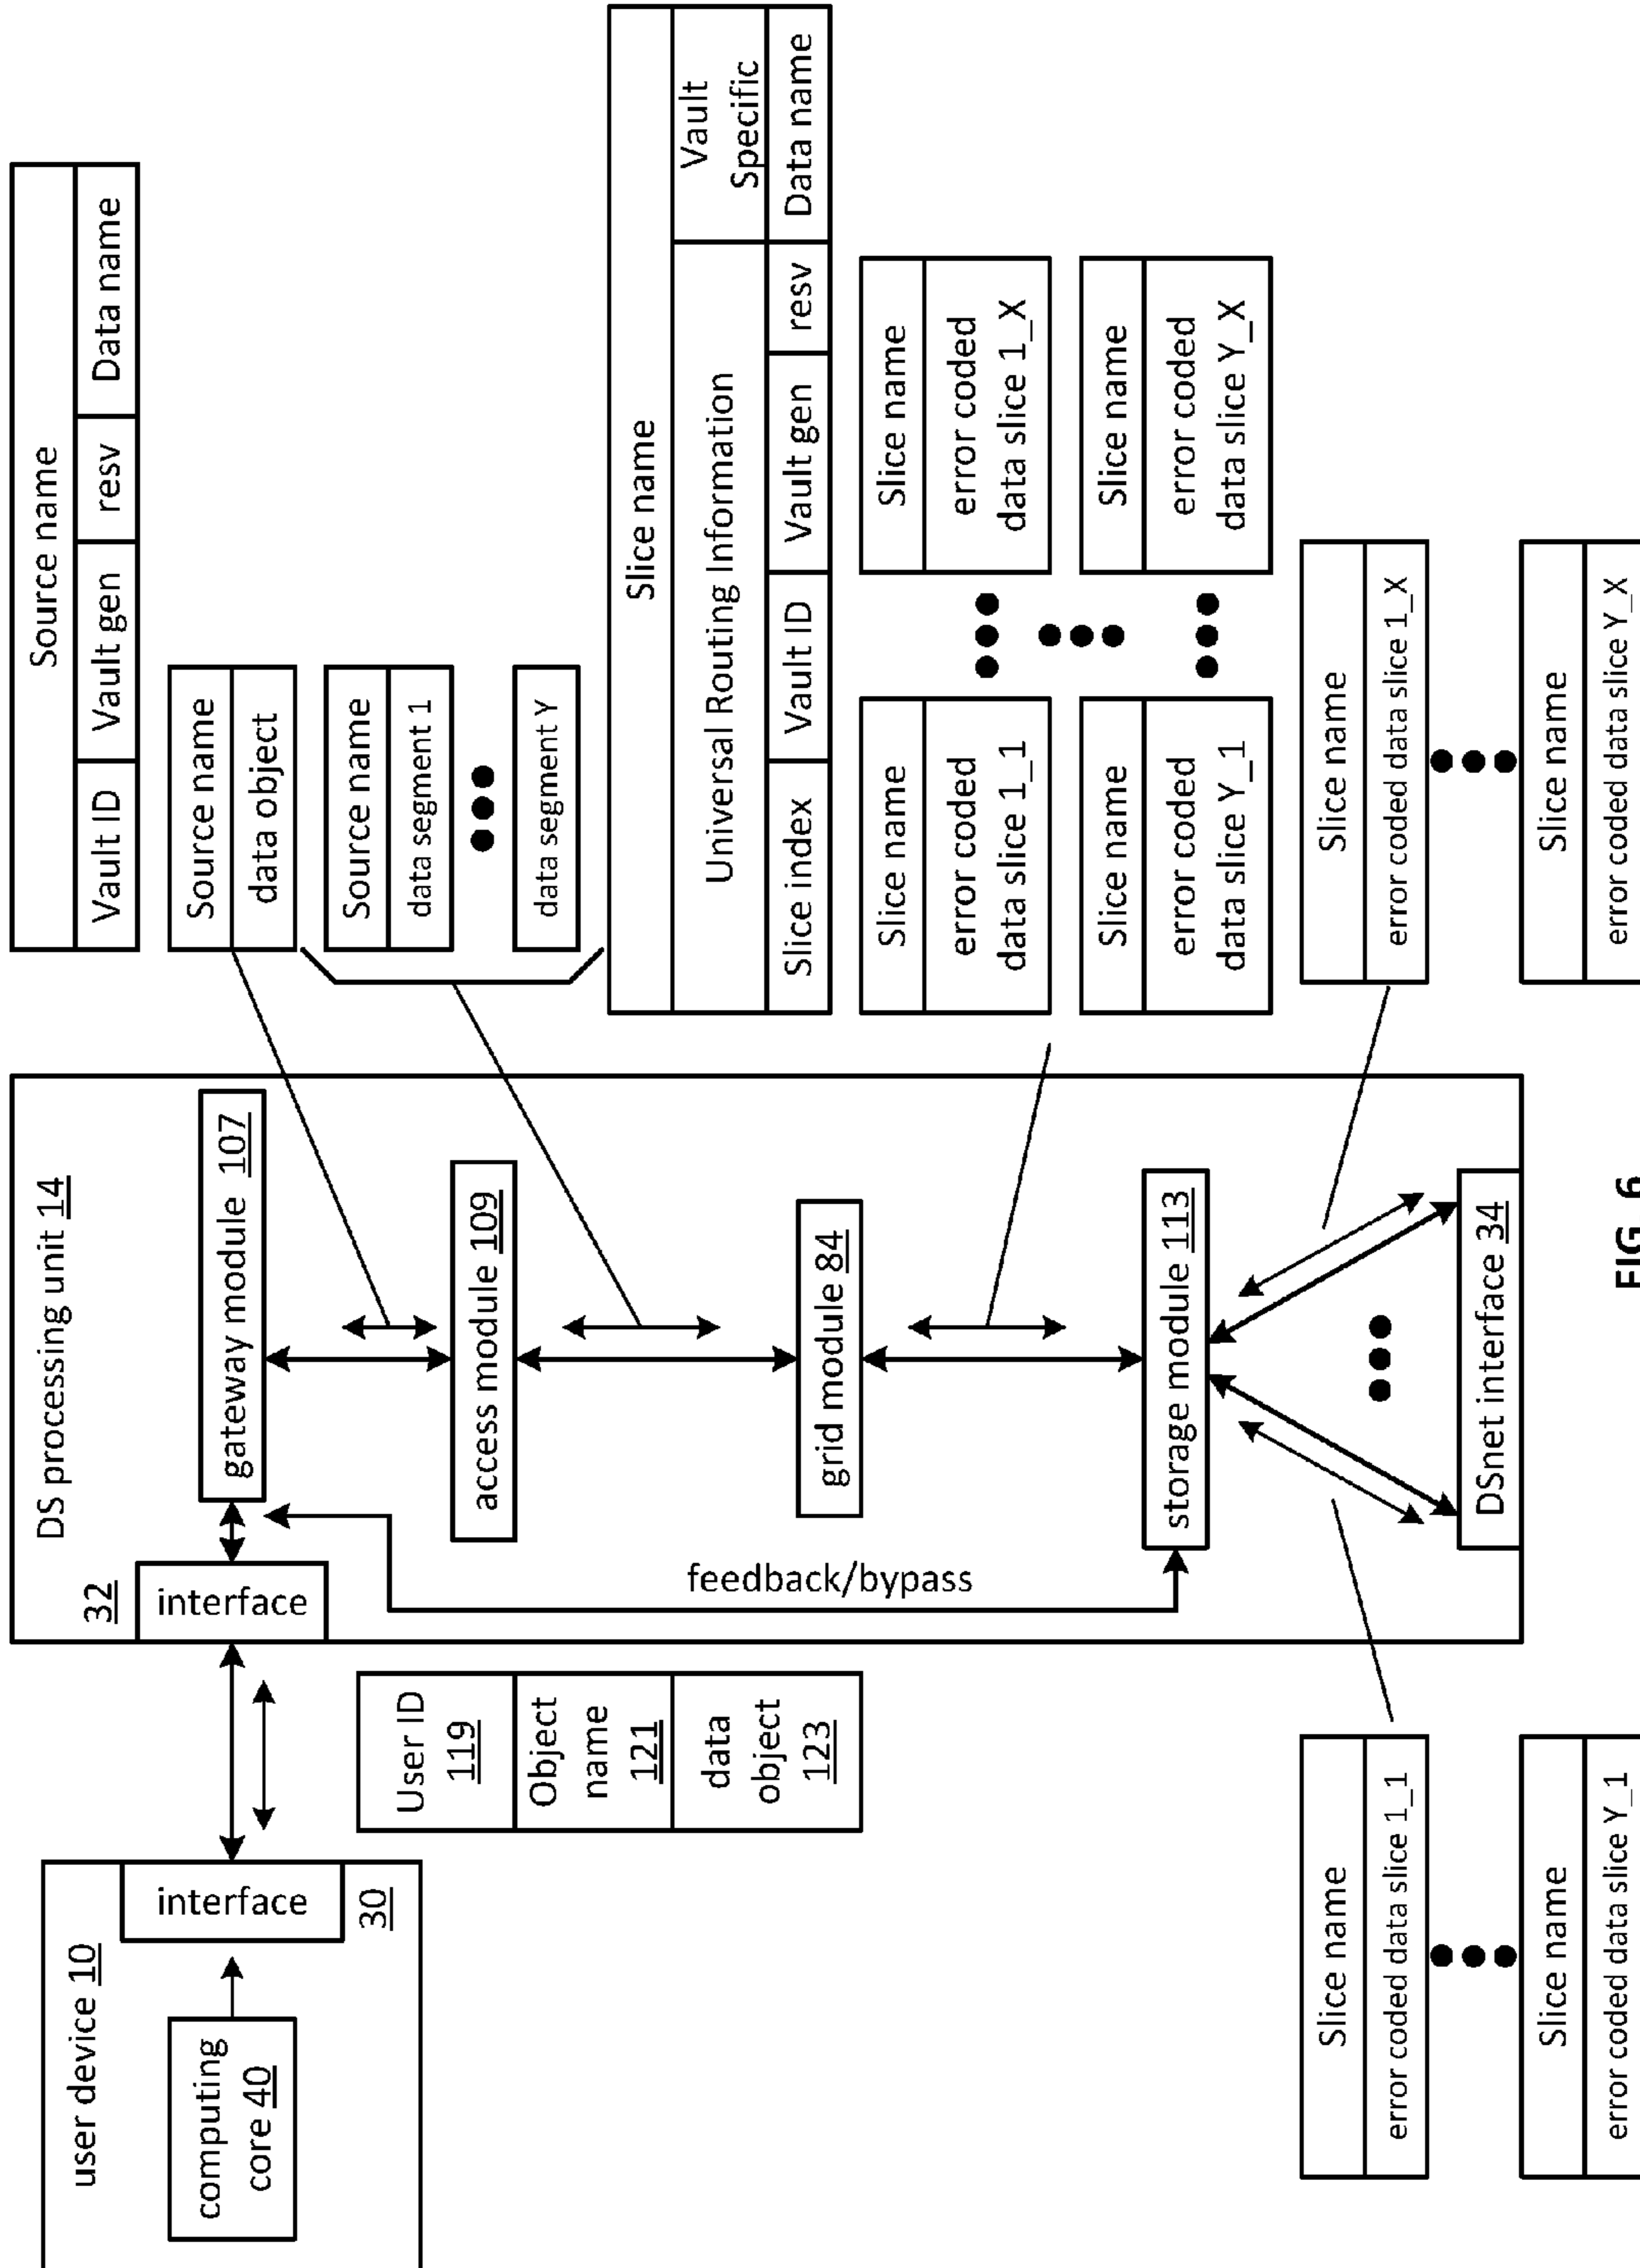 user device 10
computing
core 40
interface
30
User ID
119
Object
name
121
data
object
123
DS processing unit 14
32
interface
gateway module 107
access module 109
grid module 84
storage module 113
DSnet interface 34
feedback/bypass
Source name
Vault ID Vault gen resv Data name
Source name
data object
Source name
data segment 1
data segment Y
Slice name
Universal Routing Information
Vault
Specific
Slice index Vault ID Vault gen resv Data name
Slice name
error coded
data slice 1_1
Slice name
error coded
data slice 1_X
Slice name
error coded
data slice Y_1
Slice name
error coded
data slice Y_X
Slice name
error coded data slice 1_1
Slice name
error coded data slice Y_1
Slice name
error coded data slice 1_X
Slice name
error coded data slice Y_X
FIG. 6